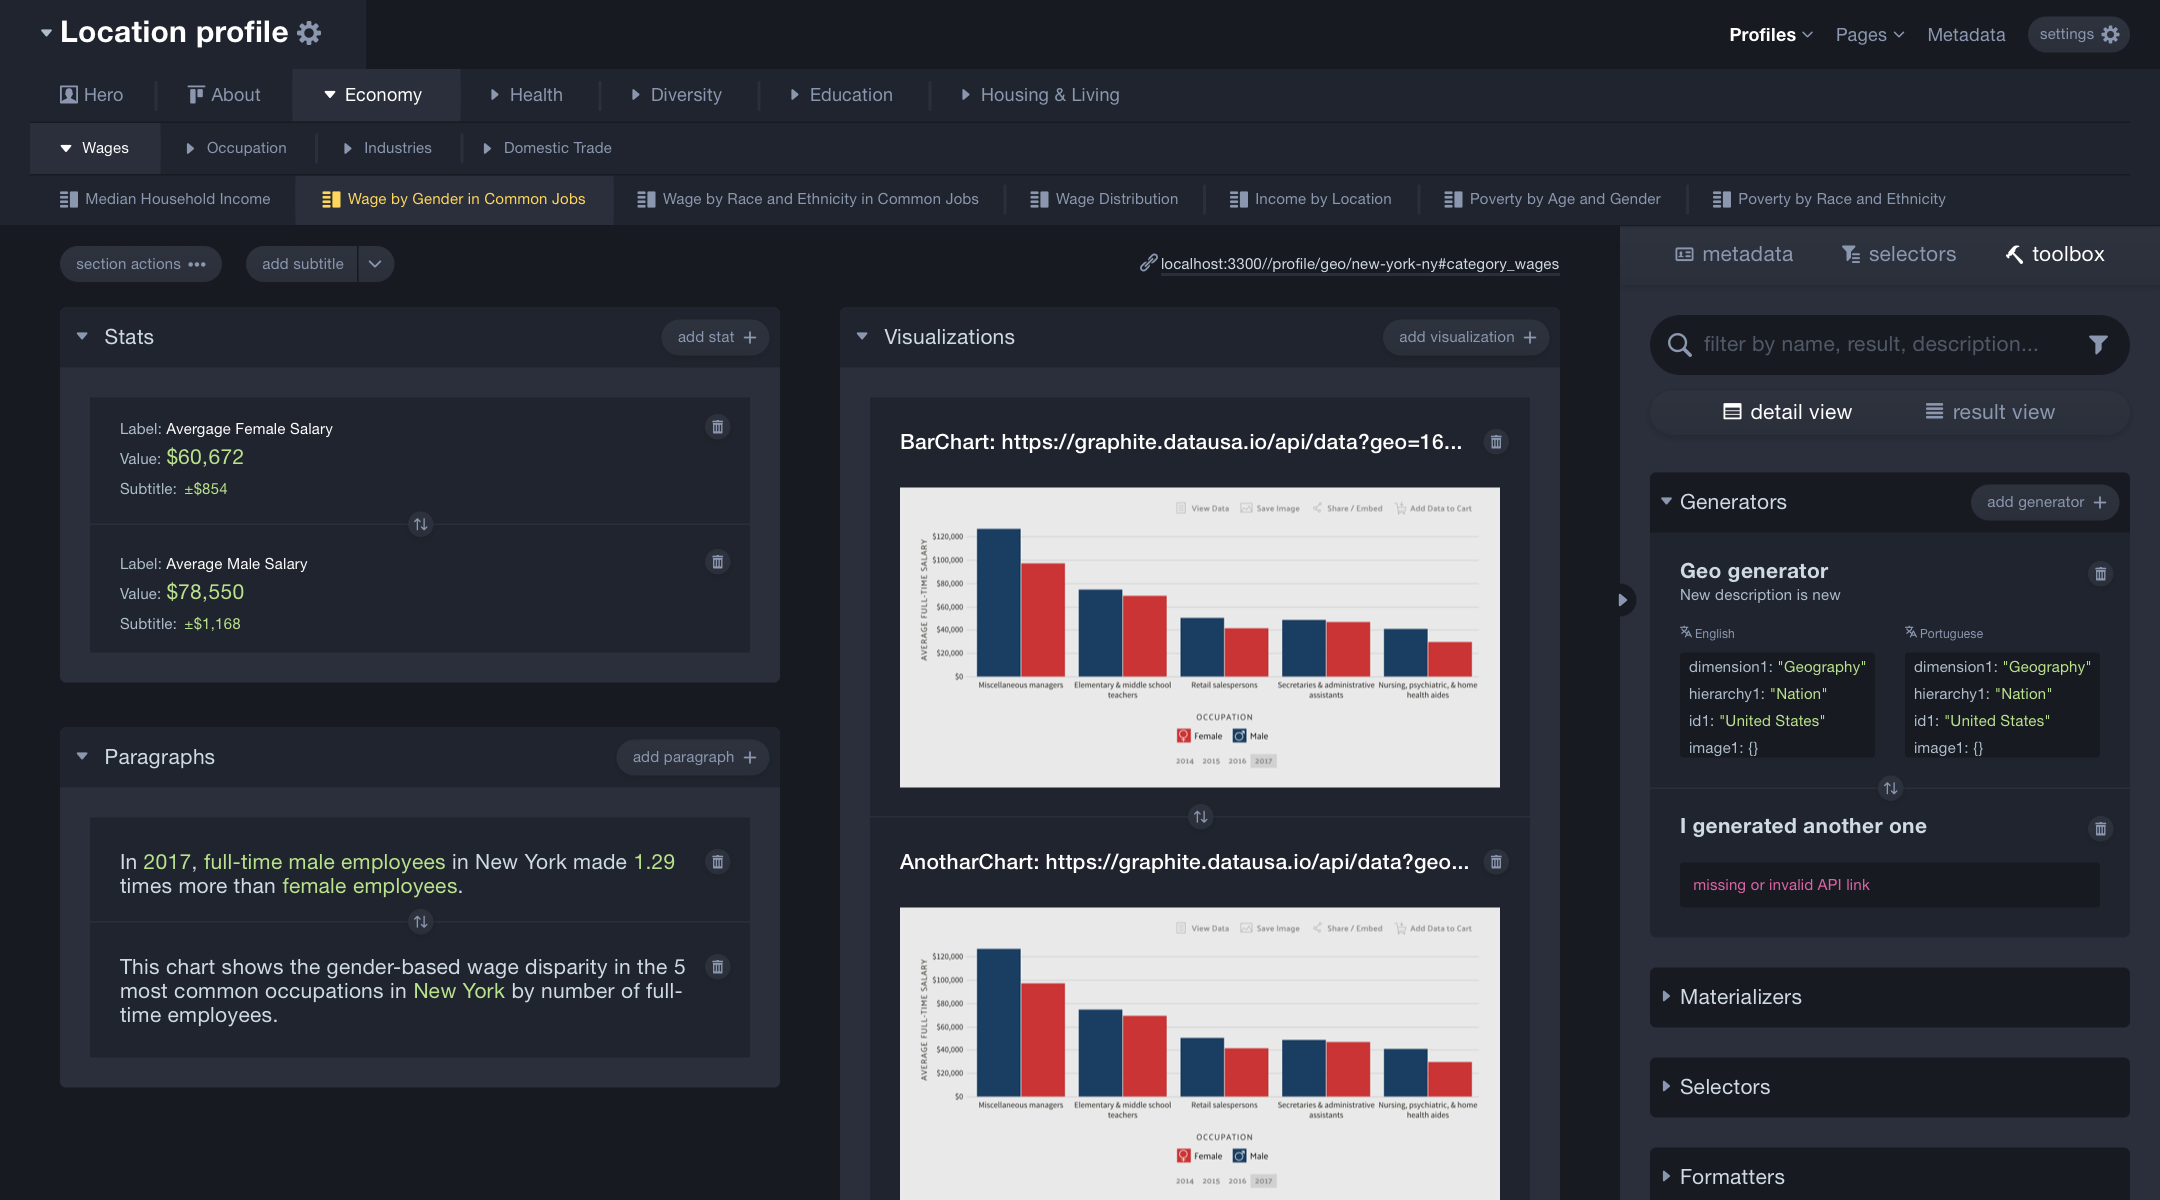 Location profile
Profiles
Pages
Metadata
settings
Hero
About
Economy
Health
Diversity
Education
Housing & Living
Wages
Occupation
Industries
Domestic Trade
Median Household Income
Wage by Gender in Common Jobs
Wage by Race and Ethnicity in Common Jobs
Wage Distribution
Income by Location
Poverty by Age and Gender
Poverty by Race and Ethnicity
section actions •••
add subtitle
localhost:3300//profile/geo/new-york-ny#category_wages
Stats
add stat +
Label: Avergage Female Salary
Value: $60,672
Subtitle: ±$854
Label: Average Male Salary
Value: $78,550
Subtitle: ±$1,168
Paragraphs
add paragraph +
In 2017, full-time male employees in New York made 1.29
times more than female employees.
This chart shows the gender-based wage disparity in the 5
most common occupations in New York by number of full-
time employees.
Visualizations
add visualization +
BarChart: https://graphite.datausa.io/api/data?geo=16...
View Data
Save Image
Share / Embed
Add Data to Cart
AVERAGE FULL-TIME SALARY
$120,000
$100,000
$80,000
$60,000
$40,000
$20,000
$0
Miscellaneous managers
Elementary & middle school
teachers
Retail salespersons
Secretaries & administrative
assistants
Nursing, psychiatric, & home
health aides
OCCUPATION
Female
Male
2014 2015 2016 2017
AnotharChart: https://graphite.datausa.io/api/data?geo...
View Data
Save Image
Share / Embed
Add Data to Cart
AVERAGE FULL-TIME SALARY
$120,000
$100,000
$80,000
$60,000
$40,000
$20,000
$0
Miscellaneous managers
Elementary & middle school
teachers
Retail salespersons
Secretaries & administrative
assistants
Nursing, psychiatric, & home
health aides
OCCUPATION
Female
Male
2014 2015 2016 2017
metadata
selectors
toolbox
filter by name, result, description...
detail view
result view
Generators
add generator +
Geo generator
New description is new
English
dimension1: "Geography"
hierarchy1: "Nation"
id1: "United States"
image1: {}
Portuguese
dimension1: "Geography"
hierarchy1: "Nation"
id1: "United States"
image1: {}
I generated another one
missing or invalid API link
Materializers
Selectors
Formatters